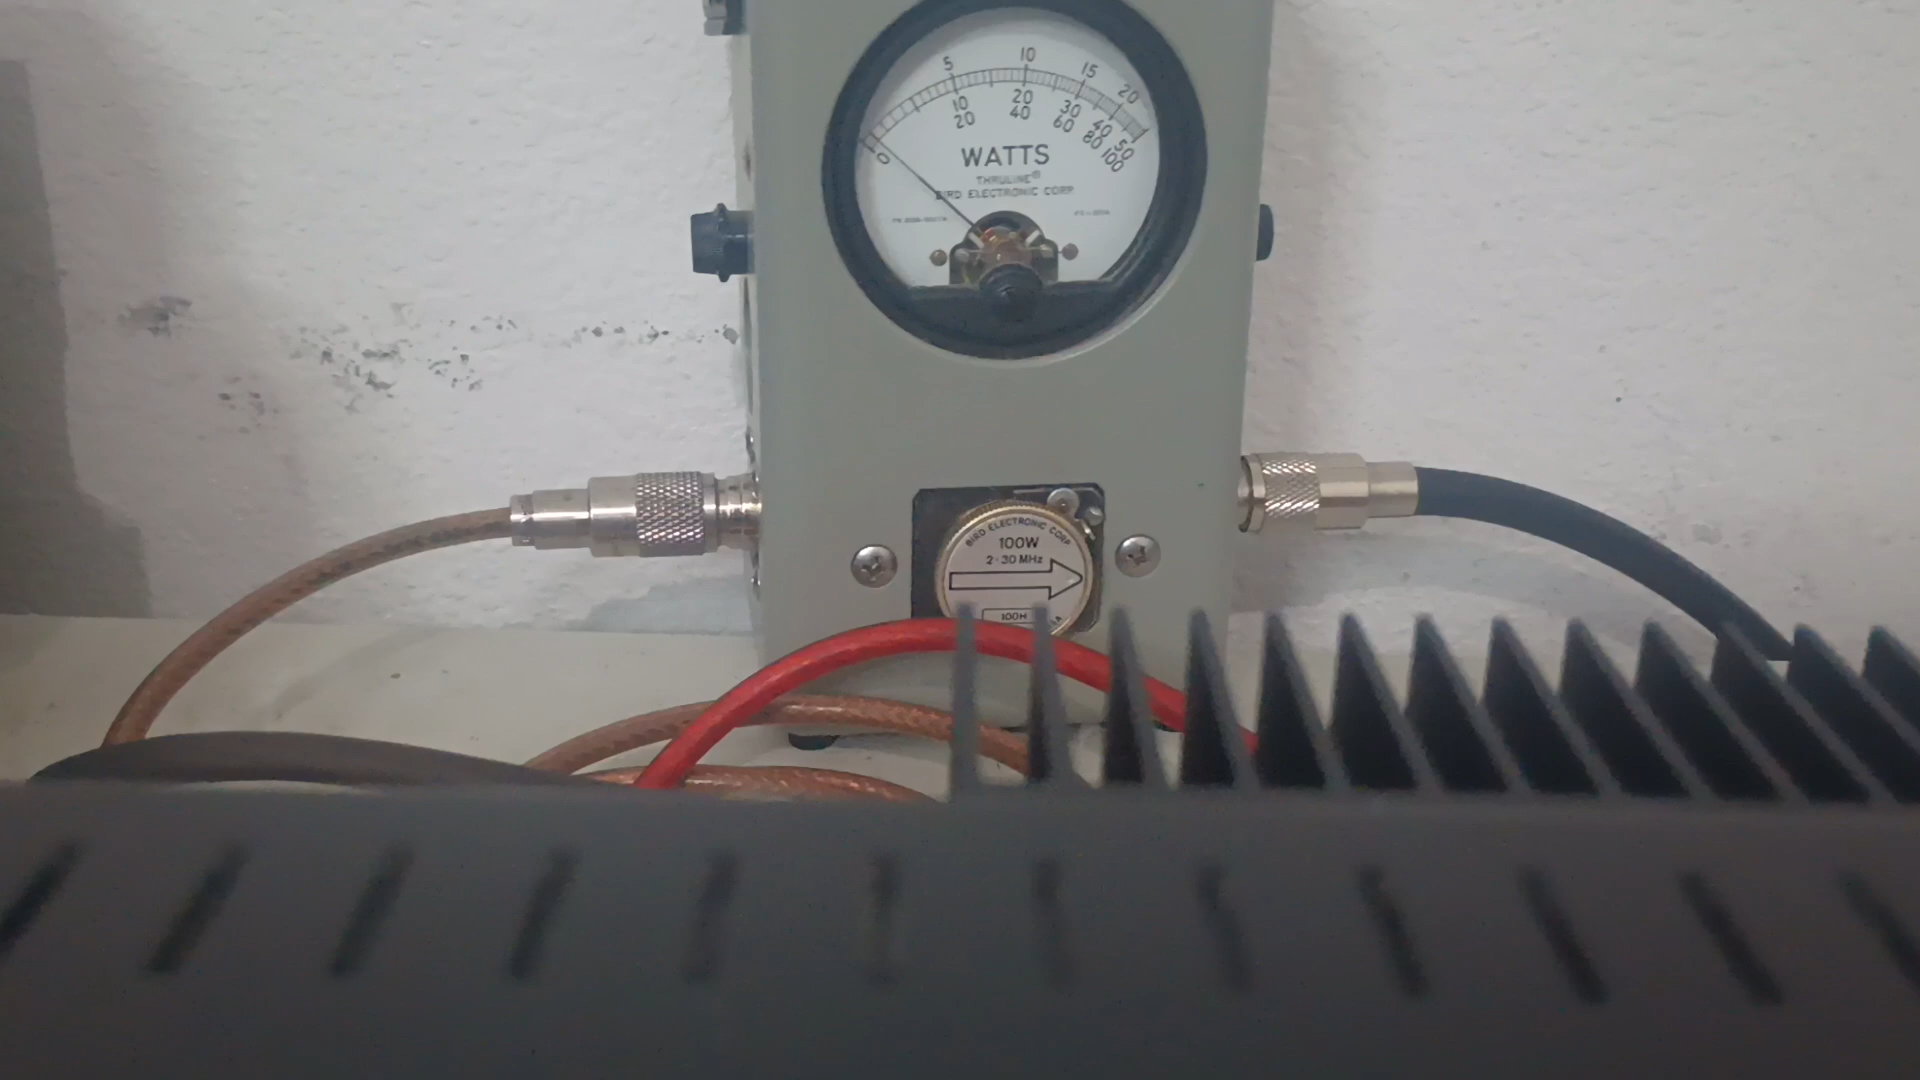 5 10 15 20
10 20 30 40 50
0 20 40 60 80 100
WATTS
THRULINE®
BIRD ELECTRONIC CORP.
BIRD ELECTRONIC CORP
100W
2-30 MHz
100H